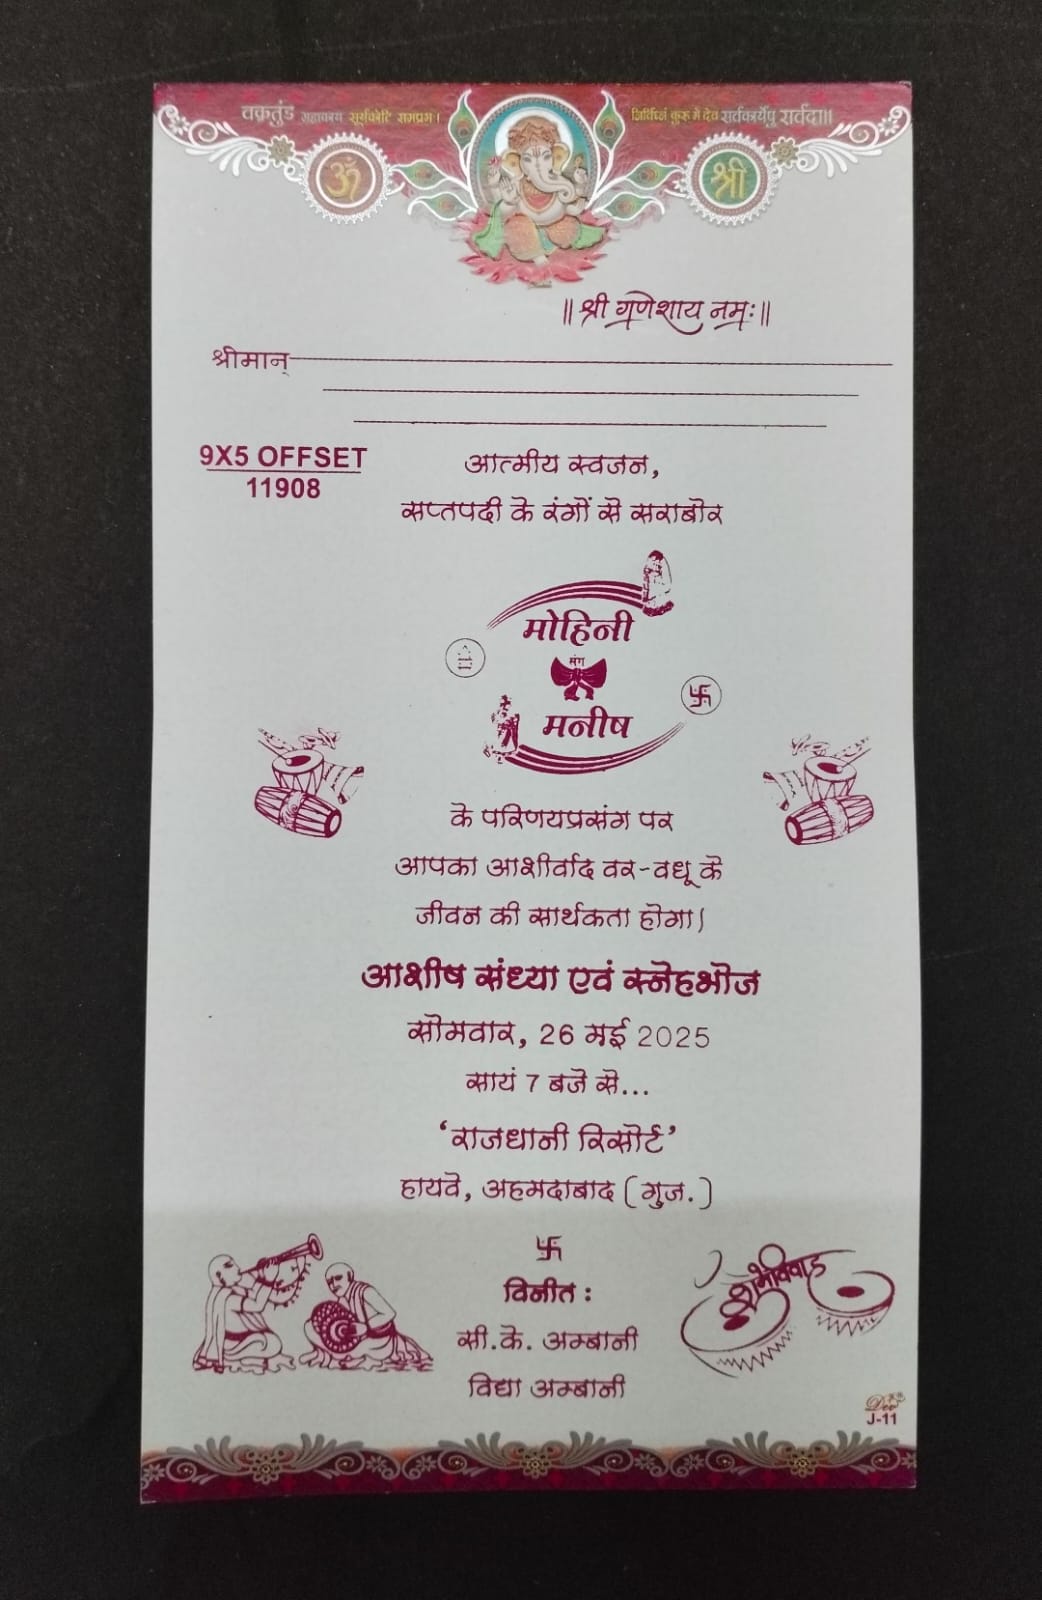 वक्रतुंड महाकाय सूर्यकोटि समप्रभ।
निर्विघ्नं कुरू मे देव सर्वकार्येषु सर्वदा॥
ॐ
श्री
॥ श्री गणेशाय नमः॥
श्रीमान्
9X5 OFFSET
11908
आत्मीय स्वजन,
सप्तपदी के रंगों से सराबोर
मोहिनी
संग
मनीष
के परिणयप्रसंग पर
आपका आशीर्वाद वर-वधू के
जीवन की सार्थकता होगा।
आशीष संध्या एवं स्नेहभोज
सोमवार, 26 मई 2025
सायं 7 बजे से...
‘राजधानी रिसोर्ट’
हायवे, अहमदाबाद (गुज.)
विनीत :
सी.के. अम्बानी
विद्या अम्बानी
शुभविवाह
Dev
J-11